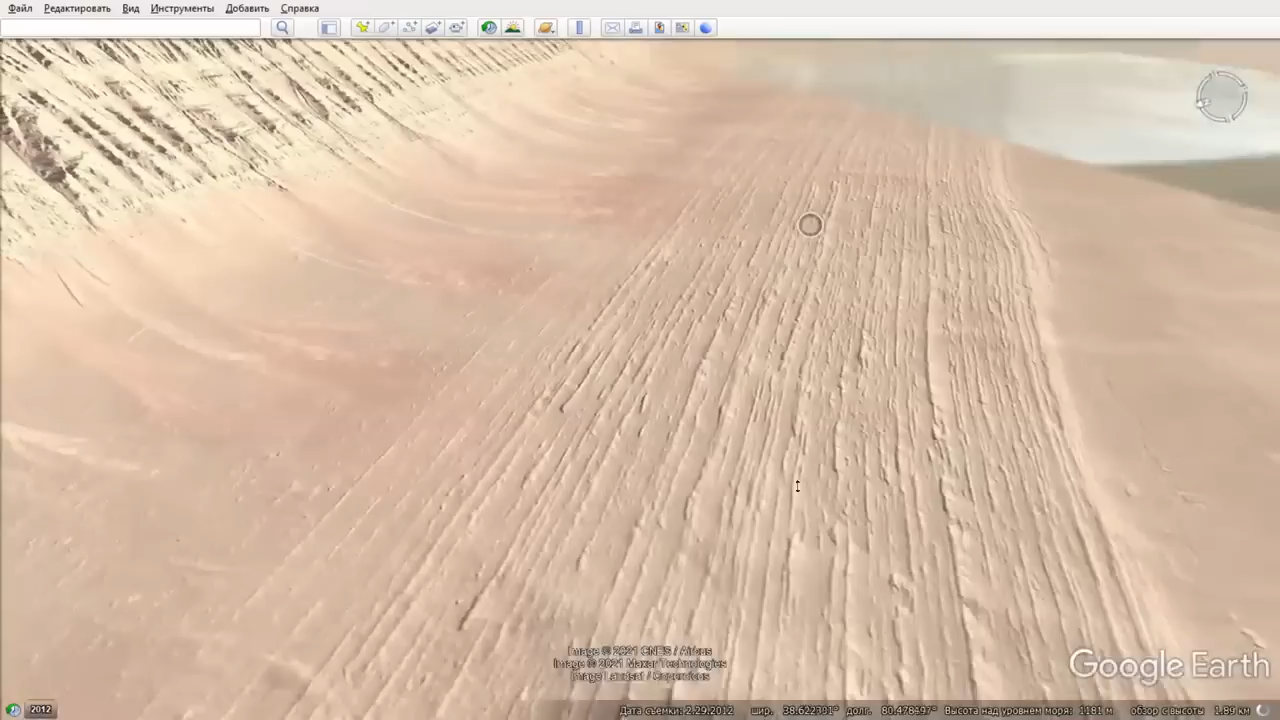 Файл Редактировать Вид Инструменты Добавить Справка
Image © 2021 CNES / Airbus
Image © 2021 Maxar Technologies
Image Landsat / Copernicus
Google Earth
2012
Дата съемки: 2.29.2012 шир. 38.622391° долг. 80.478697° Высота над уровнем моря: 1181 м обзор с высоты 1.89 км